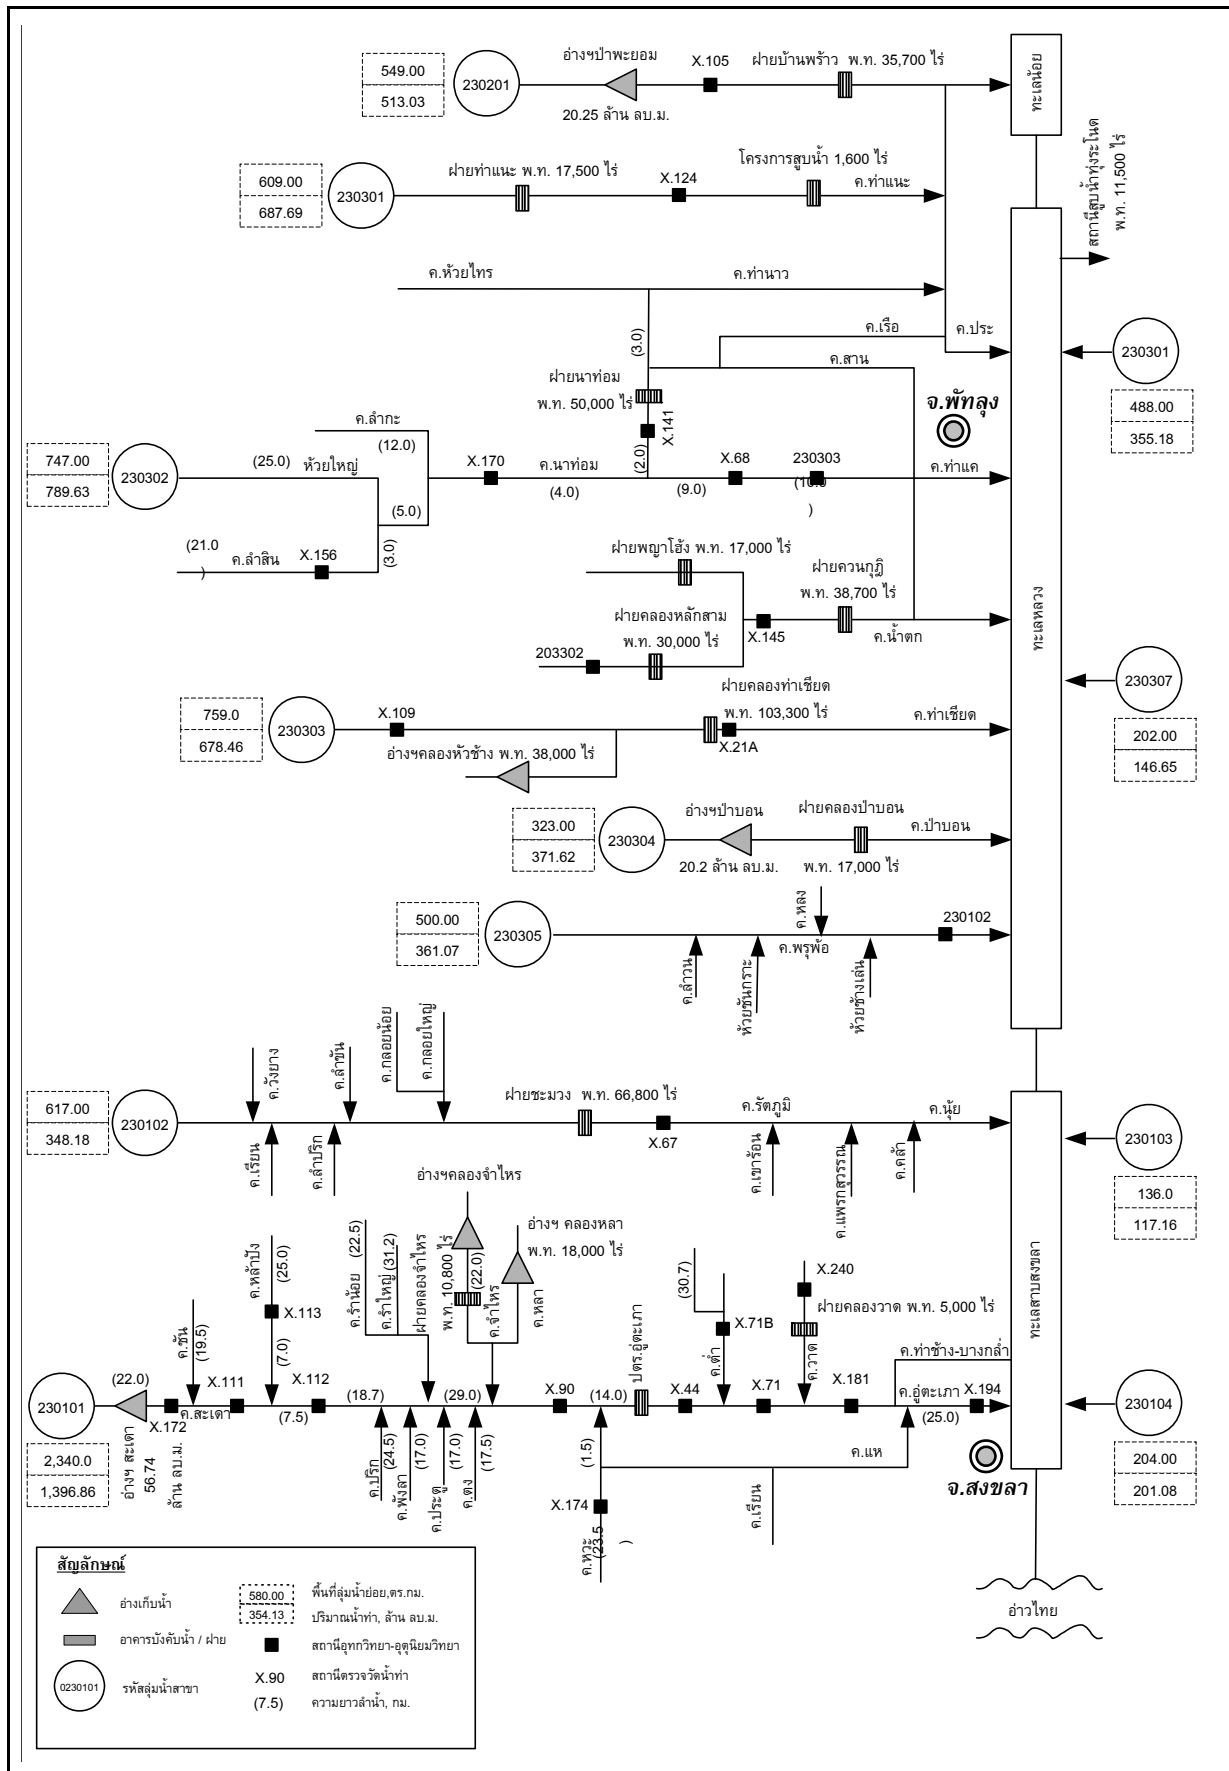 อ่างฯป่าพะยอม
X.105
ฝายบ้านพร้าว พ.ท. 35,700 ไร่
549.00
513.03
230201
20.25 ล้าน ลบ.ม.
ทะเลน้อย
สถานีสูบน้ำทุ่งระโนด
พ.ท. 11,500 ไร่
609.00
687.69
230301
ฝายท่าแนะ พ.ท. 17,500 ไร่
X.124
โครงการสูบน้ำ 1,600 ไร่
ค.ท่าแนะ
ค.ห้วยไทร
ค.ท่านาว
(3.0)
ค.เรือ
ค.ประ
ค.สาน
230301
488.00
355.18
ฝายนาท่อม
พ.ท. 50,000 ไร่
X.141
(2.0)
จ.พัทลุง
ค.ลำกะ
(12.0)
747.00
789.63
230302
(25.0)
ห้วยใหญ่
(5.0)
X.170
ค.นาท่อม
(4.0)
(9.0)
X.68
230303
(10.0
)
ค.ท่าแค
(21.0
)
ค.ลำสิน
X.156
(3.0)
ฝายพญาโฮ้ง พ.ท. 17,000 ไร่
ฝายควนกุฎิ
พ.ท. 38,700 ไร่
ฝายคลองหลักสาม
พ.ท. 30,000 ไร่
X.145
ค.น้ำตก
203302
ทะเลหลวง
230307
202.00
146.65
759.0
678.46
230303
X.109
ฝายคลองท่าเชียด
พ.ท. 103,300 ไร่
X.21A
ค.ท่าเชียด
อ่างฯคลองหัวช้าง พ.ท. 38,000 ไร่
323.00
371.62
230304
อ่างฯป่าบอน
20.2 ล้าน ลบ.ม.
ฝายคลองป่าบอน
พ.ท. 17,000 ไร่
ค.ป่าบอน
500.00
361.07
230305
ค.หลง
230102
ค.พรุพ้อ
ค.ลำวน
ห้วยขันกราะ
ห้วยช้างเล่น
617.00
348.18
230102
ค.วังยาง
ค.ลำขัน
ค.กลอยน้อย
ค.กลอยใหญ่
ฝายชะมวง พ.ท. 66,800 ไร่
X.67
ค.รัตภูมิ
ค.นุ้ย
ค.เรียน
ค.ลำปริก
ค.เขาร้อน
ค.แพรกสุวรรณ
ค.คลำ
230103
136.0
117.16
ทะเลสาบสงขลา
อ่างฯคลองจำไหร
อ่างฯ คลองหลา
พ.ท. 18,000 ไร่
ค.หล้าปัง
(25.0)
X.113
(7.0)
ค.รำน้อย (22.5)
ค.รำใหญ่ (31.2)
ฝายคลองจำไหร
พ.ท. 10,800 ไร่
(22.0)
ค.จำไหร
ค.หลา
(30.7)
X.71B
ค.ต่ำ
X.240
ฝายคลองวาด พ.ท. 5,000 ไร่
ค.วาด
ปตร.อู่ตะเภา
ค.ท่าช้าง-บางกล่ำ
ค.ชัน
(19.5)
230101
(22.0)
X.172
ค.สะเดา
X.111
(7.5)
X.112
(18.7)
(29.0)
X.90
(14.0)
X.44
X.71
X.181
ค.อู่ตะเภา
(25.0)
X.194
230104
204.00
201.08
2,340.0
1,396.86
อ่างฯ สะเดา
56.74
ล้าน ลบ.ม.
ค.ปริก
(24.5)
ค.พังลา
(17.0)
ค.ประตู
(17.0)
ค.ตง
(17.5)
(1.5)
ค.แห
X.174
ค.หวะ
(23.5
)
ค.เรียน
จ.สงขลา
อ่าวไทย
สัญลักษณ์
อ่างเก็บน้ำ
อาคารบังคับน้ำ / ฝาย
0230101
รหัสลุ่มน้ำสาขา
580.00
354.13
พื้นที่ลุ่มน้ำย่อย,ตร.กม.
ปริมาณน้ำท่า, ล้าน ลบ.ม.
สถานีอุทกวิทยา-อุตุนิยมวิทยา
X.90
สถานีตรวจวัดน้ำท่า
(7.5)
ความยาวลำน้ำ, กม.